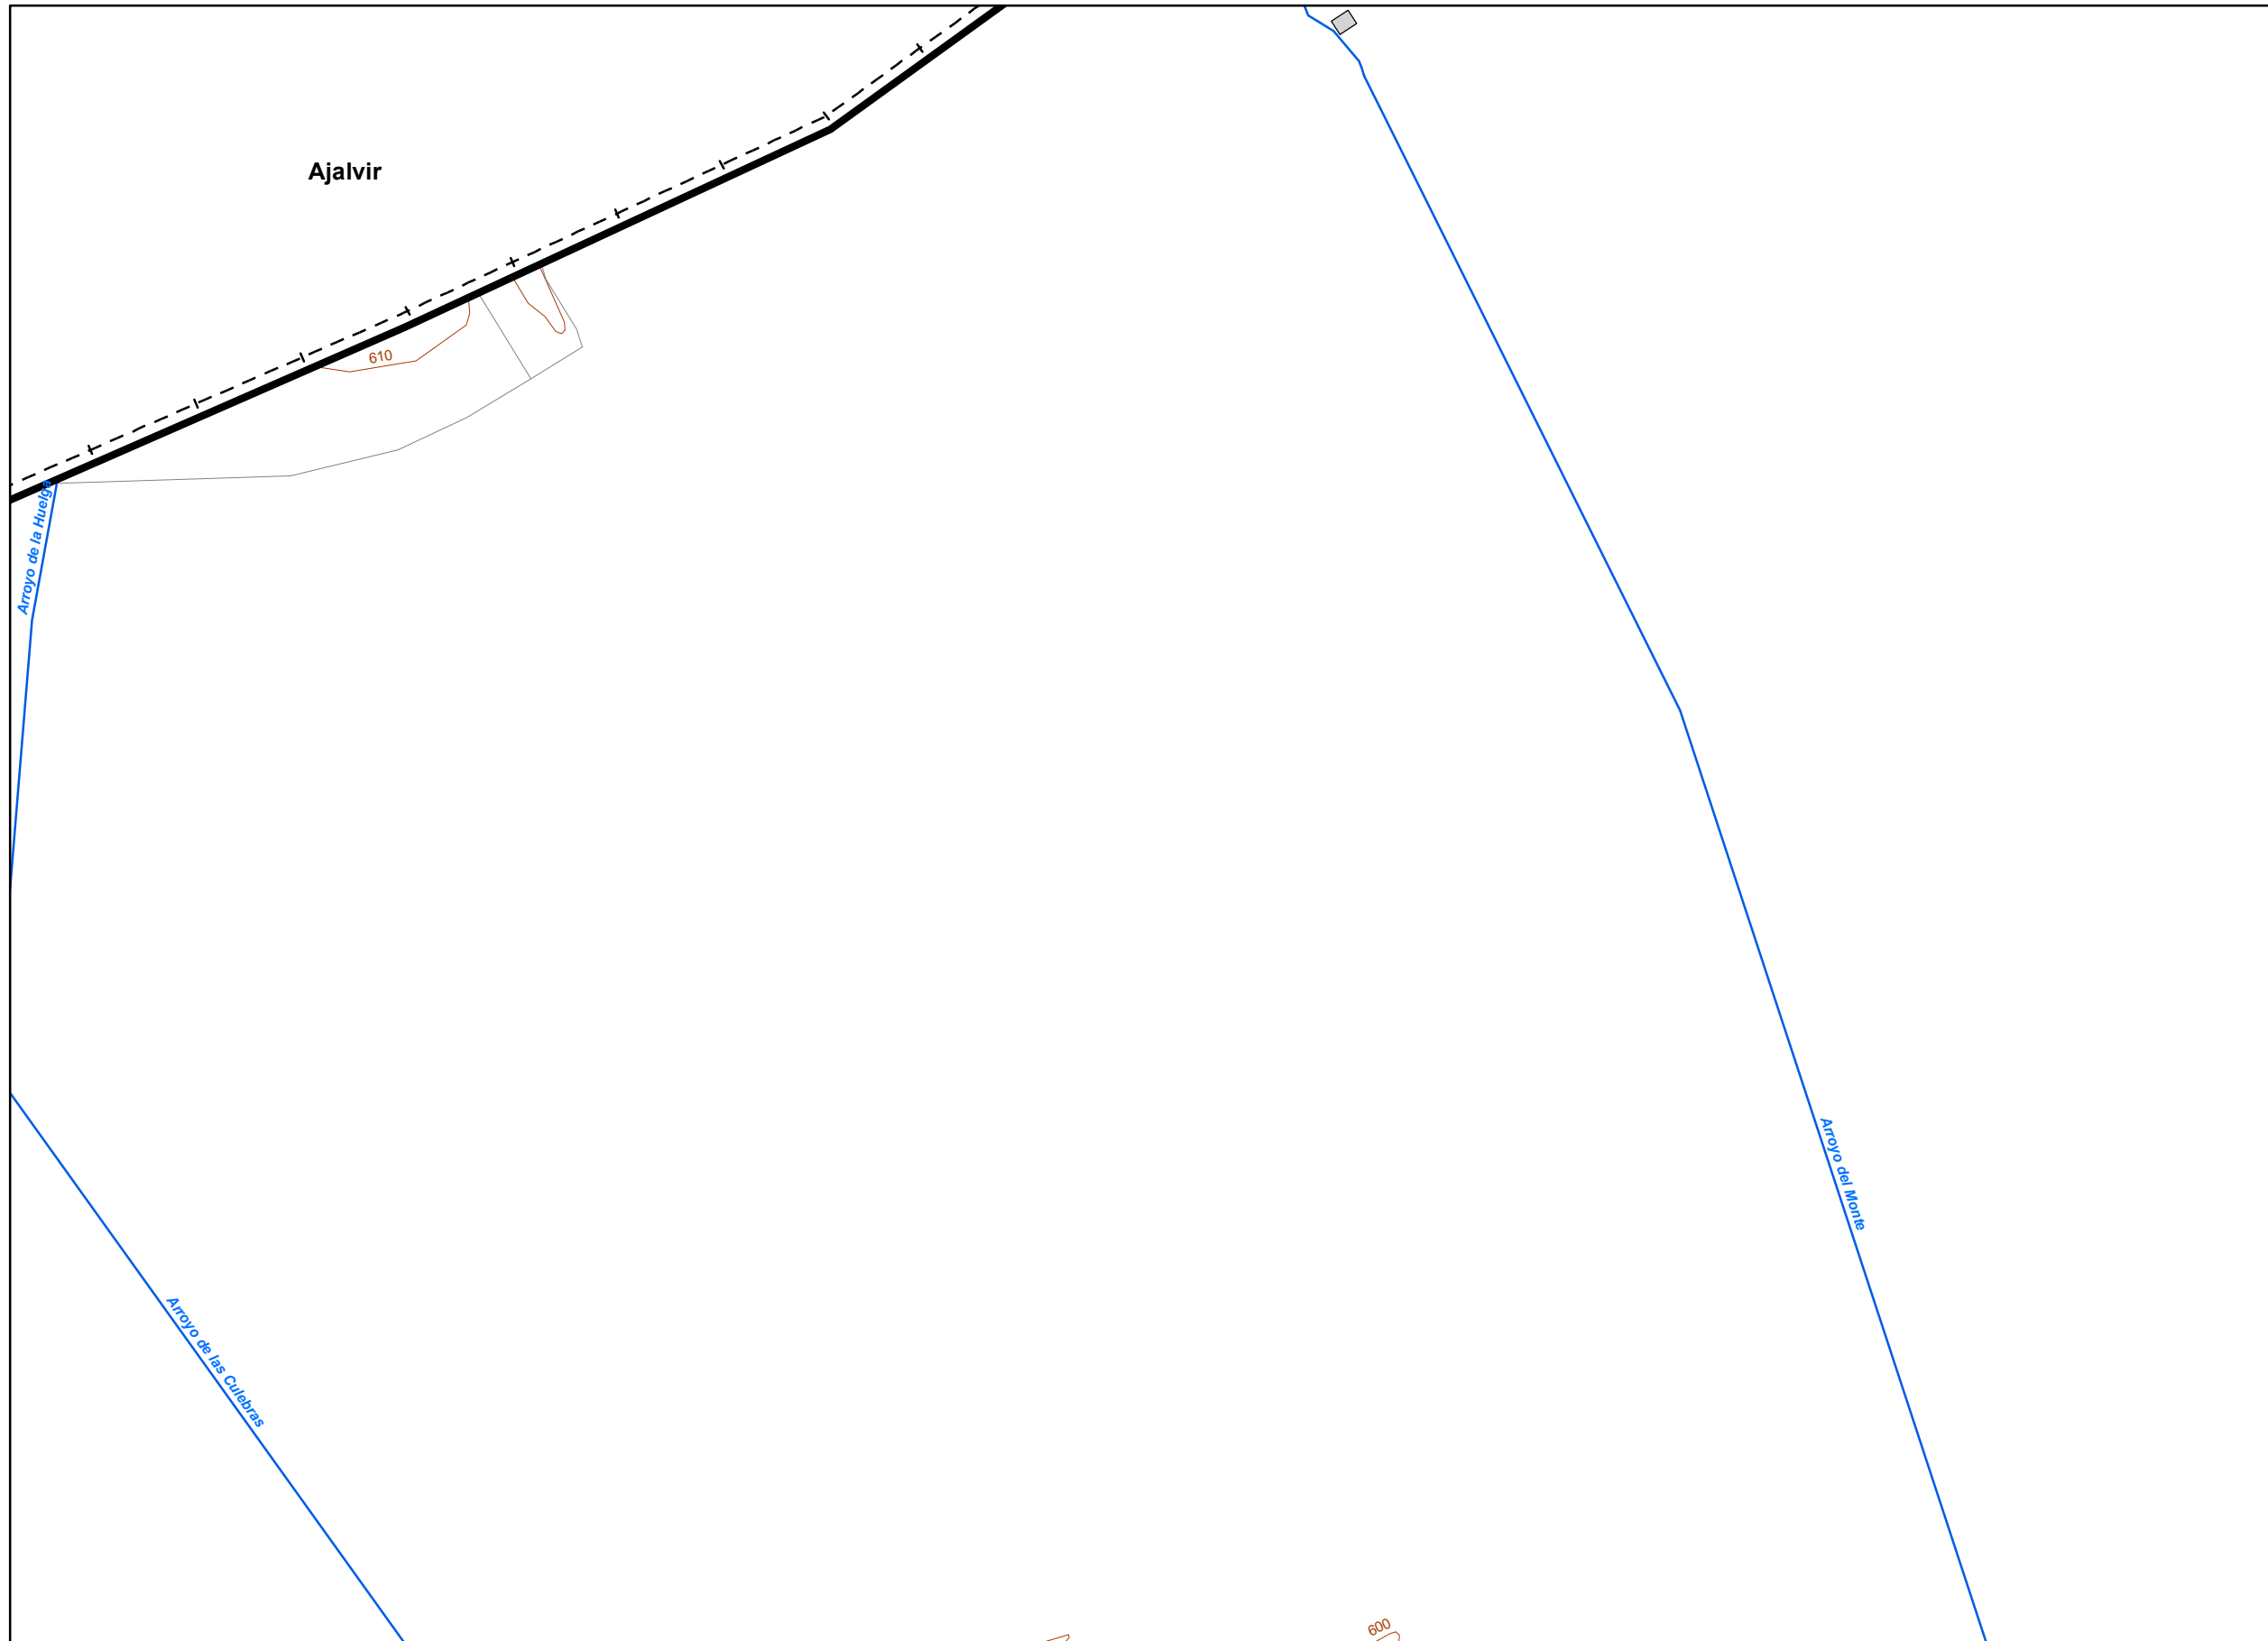 Ajalvir
610
Arroyo de la Huelga
Arroyo del Monte
Arroyo de las Culebras
600